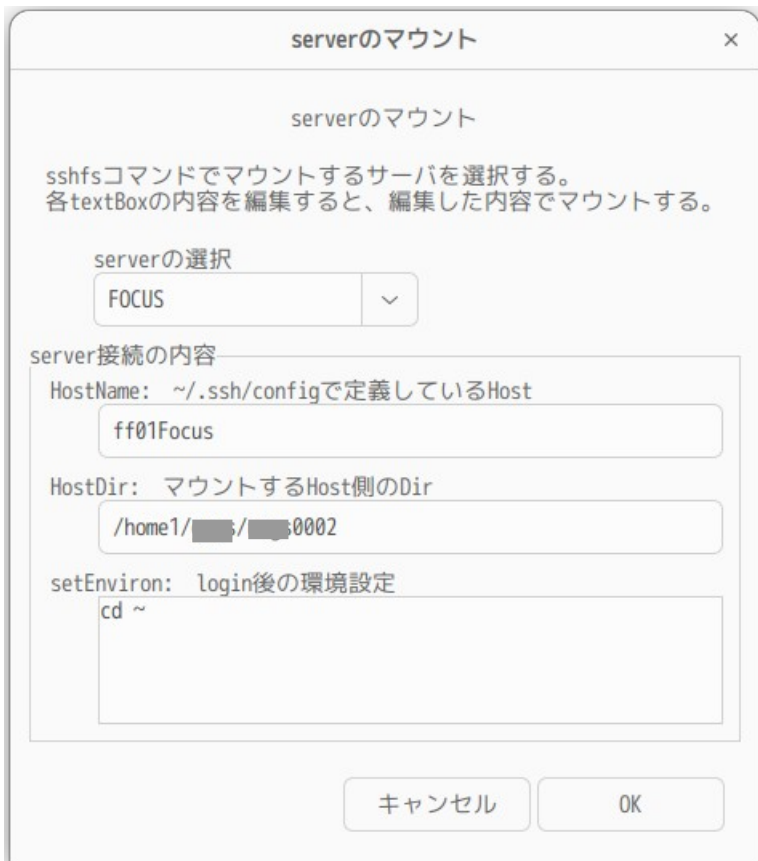 serverのマウント
×
serverのマウント
sshfsコマンドでマウントするサーバを選択する。
各textBoxの内容を編集すると、編集した内容でマウントする。
serverの選択
FOCUS
server接続の内容
HostName: ~/.ssh/configで定義しているHost
ff01Focus
HostDir: マウントするHost側のDir
/home1/ / 0002
setEnviron: login後の環境設定
cd ~
キャンセル
OK